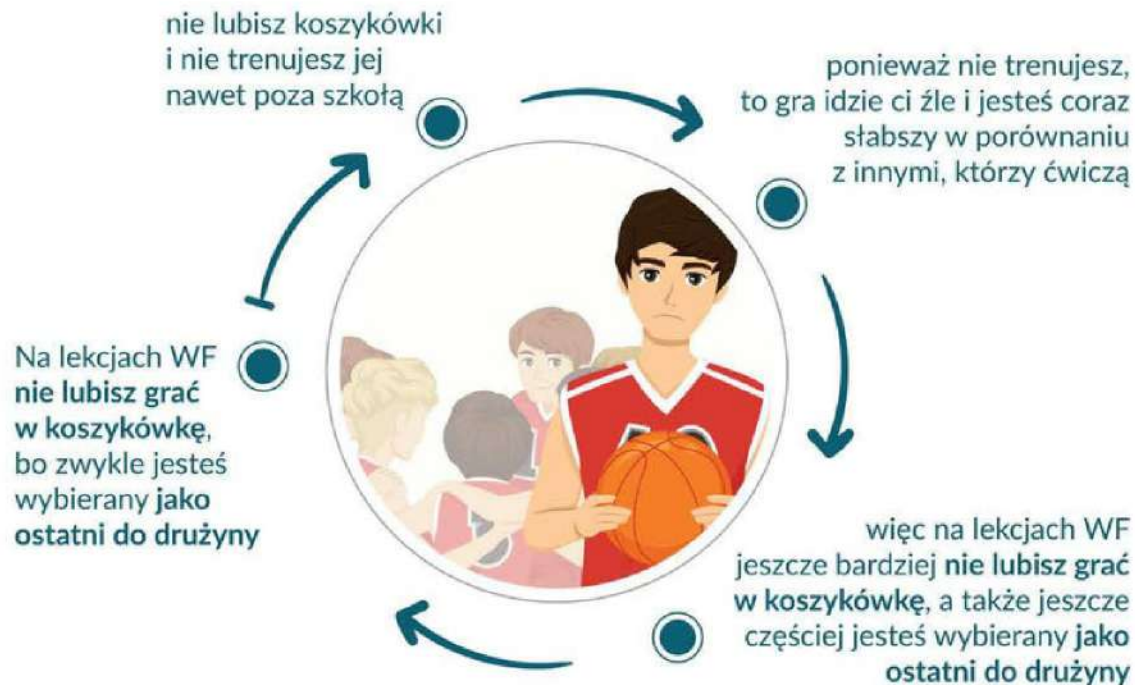 nie lubisz koszykówki
i nie trenujesz jej
nawet poza szkołą
ponieważ nie trenujesz,
to gra idzie ci źle i jesteś coraz
słabszy w porównaniu
z innymi, którzy ćwiczą
więc na lekcjach WF
jeszcze bardziej nie lubisz grać
w koszykówkę, a także jeszcze
częściej jesteś wybierany jako
ostatni do drużyny
Na lekcjach WF
nie lubisz grać
w koszykówkę,
bo zwykle jesteś
wybierany jako
ostatni do drużyny